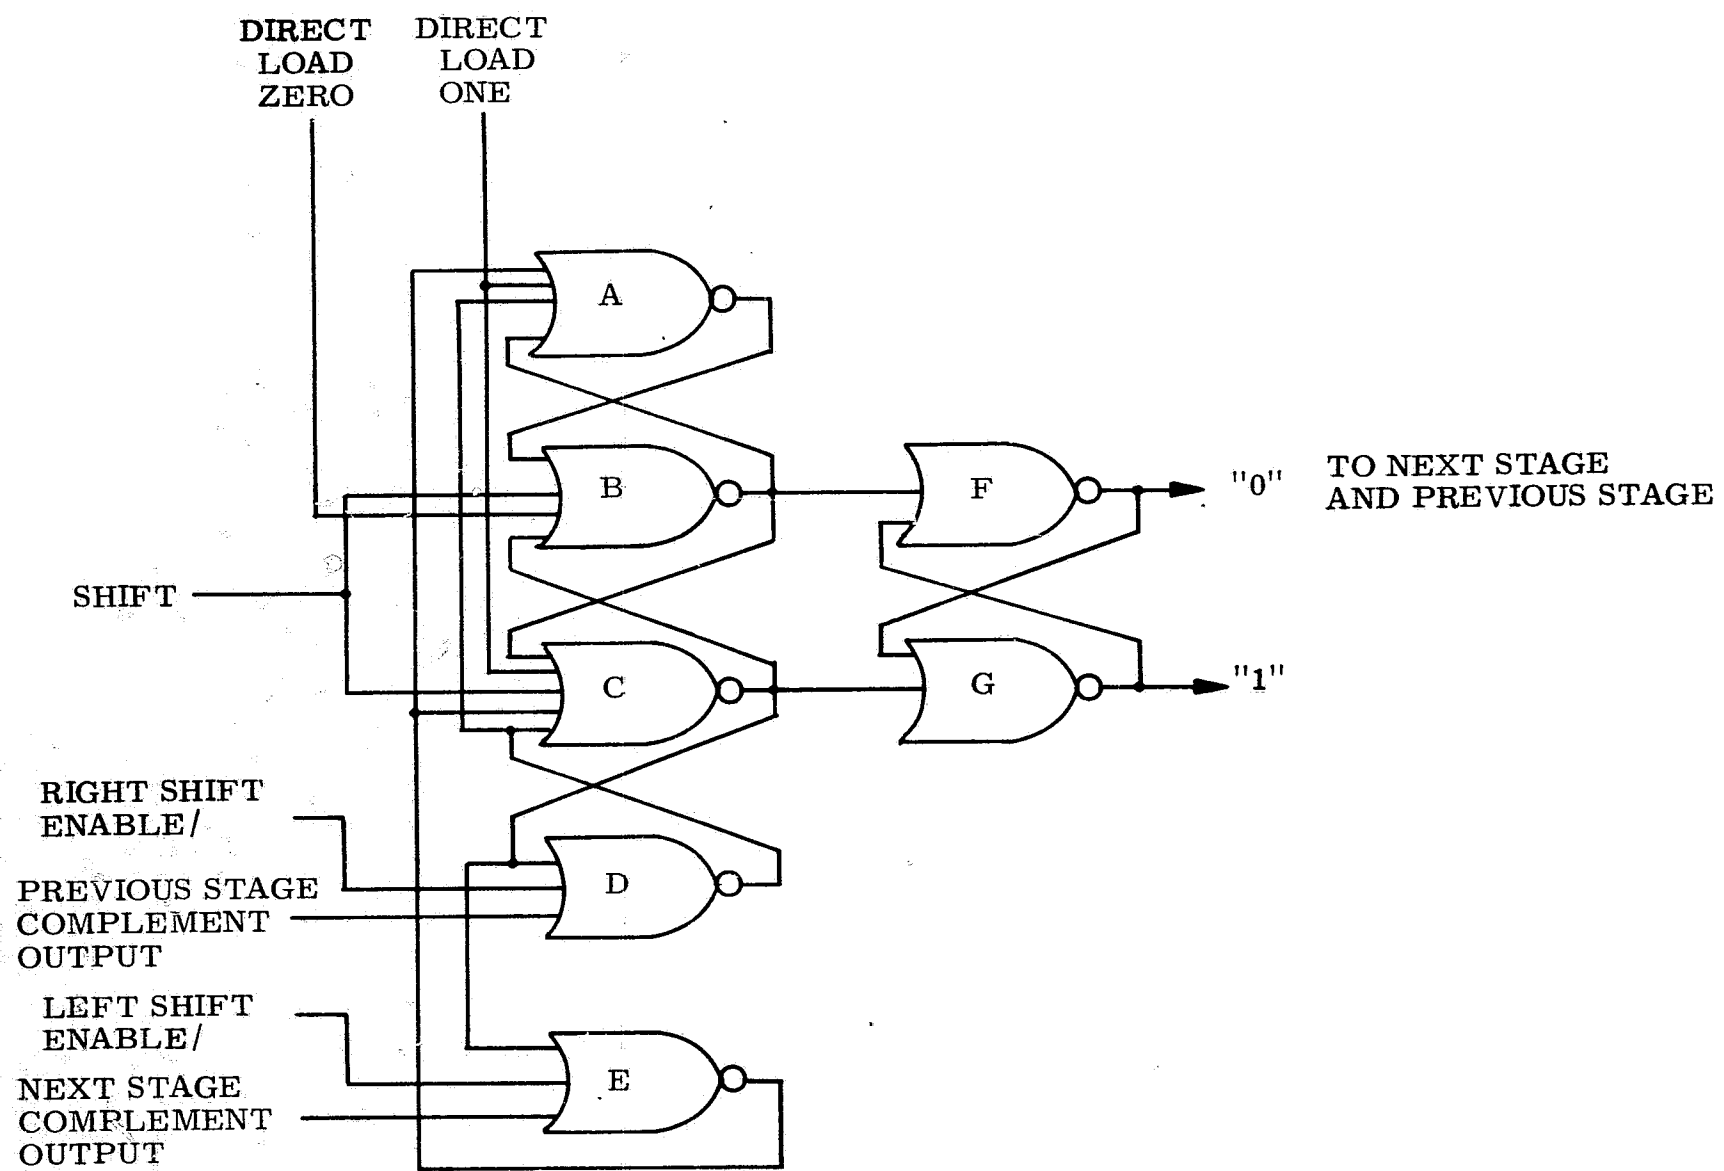 DIRECT
LOAD
ZERO
DIRECT
LOAD
ONE
A
B
F
"0"
TO NEXT STAGE
AND PREVIOUS STAGE
SHIFT
C
G
"1"
RIGHT SHIFT
ENABLE/
D
PREVIOUS STAGE
COMPLEMENT
OUTPUT
LEFT SHIFT
ENABLE/
E
NEXT STAGE
COMPLEMENT
OUTPUT